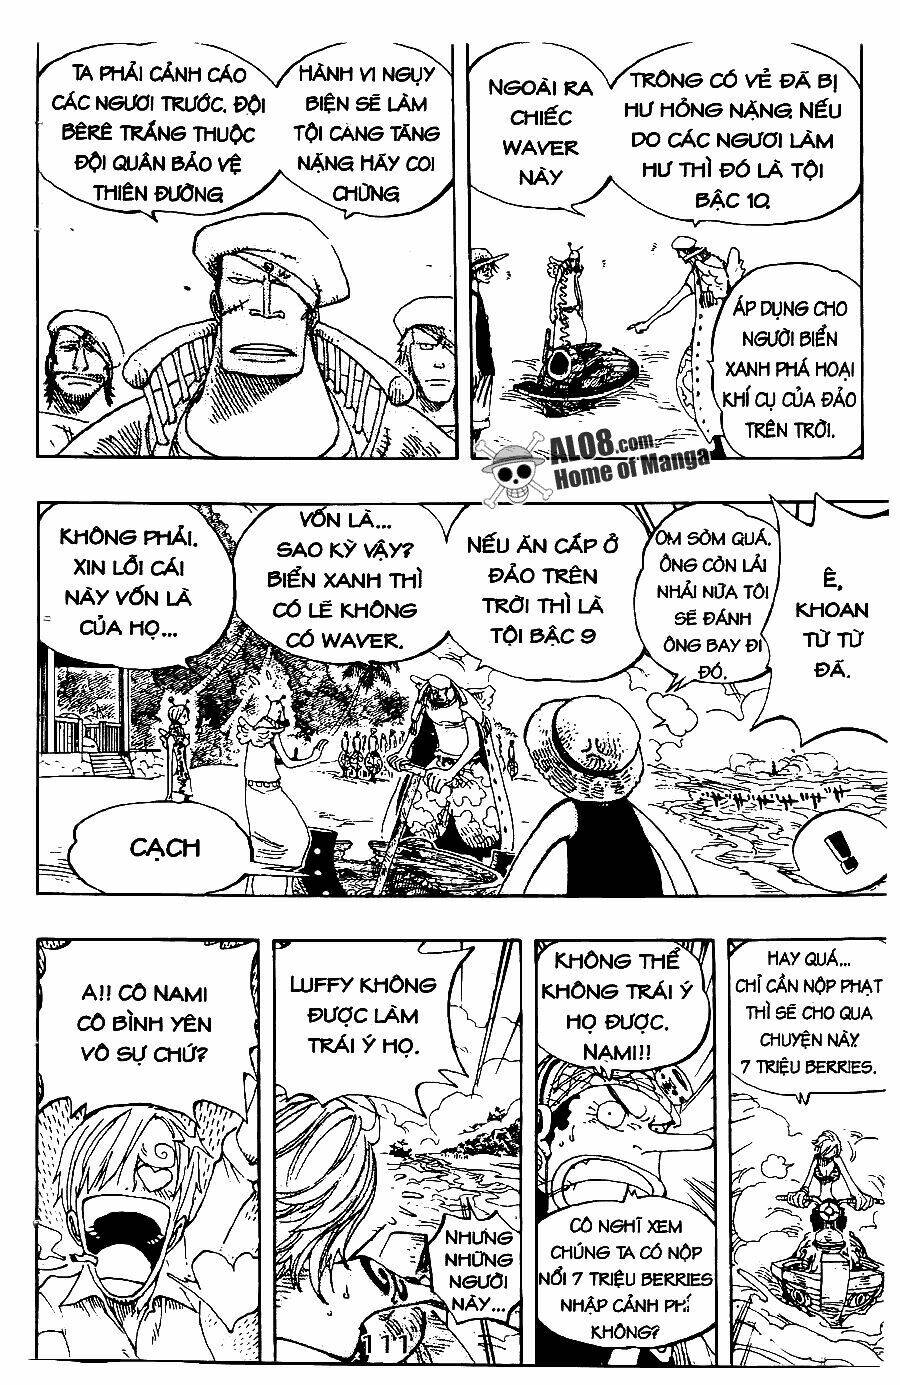 TA PHẢI CẢNH CÁO
CÁC NGƯƠI TRƯỚC. ĐỘI
BÊRÊ TRẮNG THUỘC
ĐỘI QUÂN BẢO VỆ
THIÊN ĐƯỜNG
HÀNH VI NGỤY
BIỆN SẼ LÀM
TỘI CÀNG TĂNG
NẶNG. HÃY COI
CHỪNG
NGOÀI RA
CHIẾC
WAVER
NÀY
TRÔNG CÓ VẺ ĐÃ BỊ
HƯ HỎNG NẶNG. NẾU
DO CÁC NGƯƠI LÀM
HƯ THÌ ĐÓ LÀ TỘI
BẬC 10.
ÁP DỤNG CHO
NGƯỜI BIỂN
XANH PHÁ HOẠI
KHÍ CỤ CỦA ĐẢO
TRÊN TRỜI.
AL08.com
Home of Manga
KHÔNG PHẢI.
XIN LỖI CÁI
NÀY VỐN LÀ
CỦA HỌ...
VỐN LÀ...
SAO KỲ VẬY?
BIỂN XANH THÌ
CÓ LẼ KHÔNG
CÓ WAVER.
NẾU ĂN CẮP Ở
ĐẢO TRÊN
TRỜI THÌ LÀ
TỘI BẬC 9
OM SÒM QUÁ.
ÔNG CÒN LẢI
NHẢI NỮA TÔI
SẼ ĐÁNH
ÔNG BAY ĐI
ĐÓ.
Ê,
KHOAN
TỪ TỪ
ĐÃ.
CẠCH
!
A!! CÔ NAMI
CÔ BÌNH YÊN
VÔ SỰ CHỨ?
LUFFY KHÔNG
ĐƯỢC LÀM
TRÁI Ý HỌ.
NHƯNG
NHỮNG
NGƯỜI
NÀY...
KHÔNG THỂ
KHÔNG TRÁI Ý
HỌ ĐƯỢC.
NAMI!!
CÔ NGHĨ XEM
CHÚNG TA CÓ NỘP
NỔI 7 TRIỆU BERRIES
NHẬP CẢNH PHÍ
KHÔNG?
HAY QUÁ...
CHỈ CẦN NỘP PHẠT
THÌ SẼ CHO QUA
CHUYỆN NÀY.
7 TRIỆU BERRIES.
111